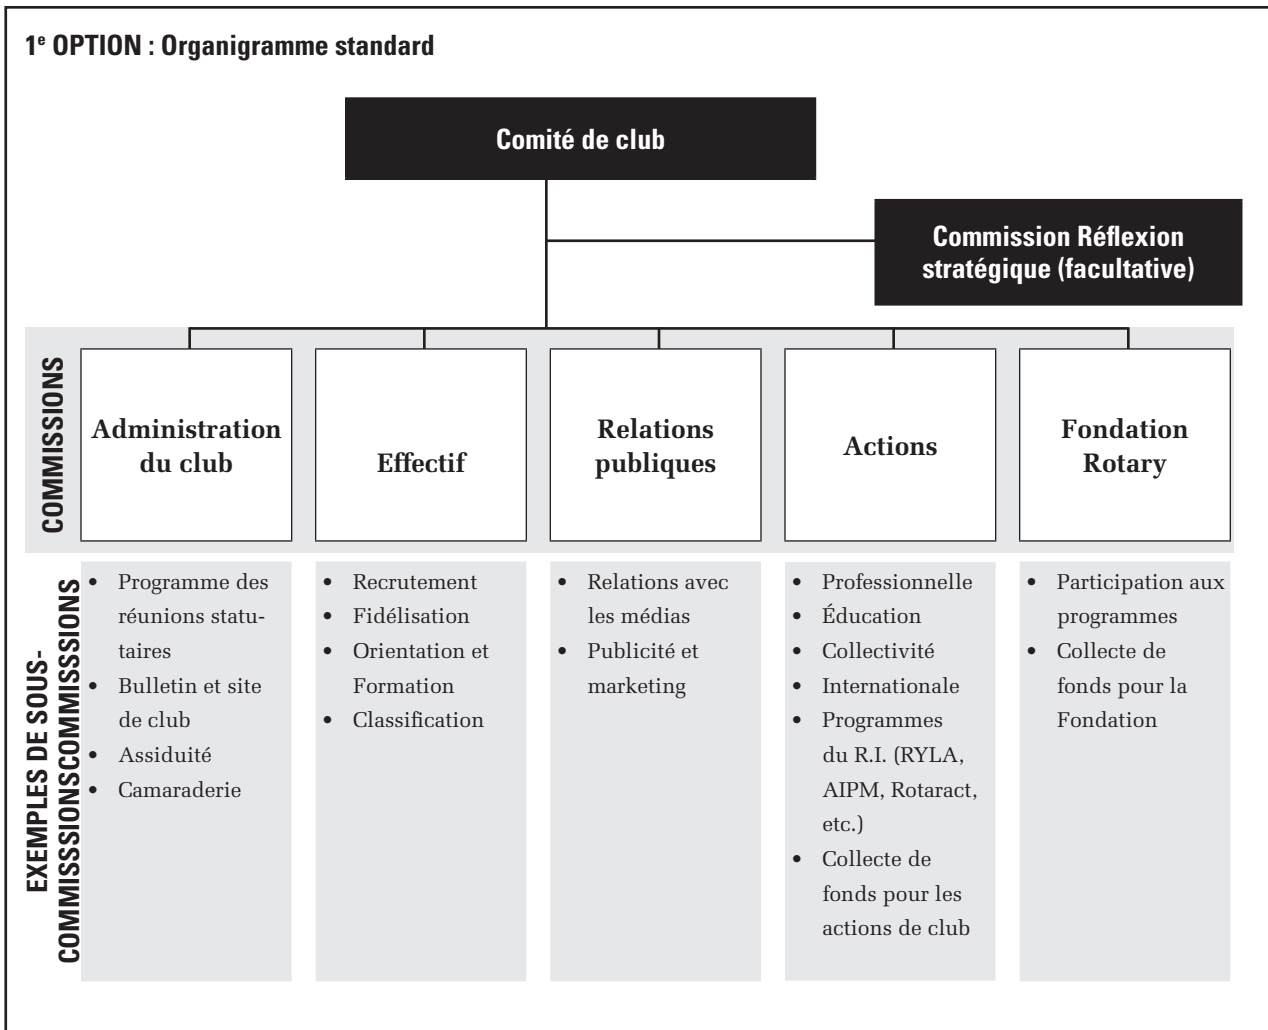 1e OPTION : Organigramme standard
Comité de club
Commission Réflexion
stratégique (facultative)
COMMISSIONS
Administration
du club
Effectif
Relations
publiques
Actions
Fondation
Rotary
EXEMPLES DE SOUS-
COMMISSSIONSCOMMISSSIONS
• Programme des
réunions statu-
taires
• Bulletin et site
de club
• Assiduité
• Camaraderie
• Recrutement
• Fidélisation
• Orientation et
Formation
• Classification
• Relations avec
les médias
• Publicité et
marketing
• Professionnelle
• Éducation
• Collectivité
• Internationale
• Programmes
du R.I. (RYLA,
AIPM, Rotaract,
etc.)
• Collecte de
fonds pour les
actions de club
• Participation aux
programmes
• Collecte de
fonds pour la
Fondation